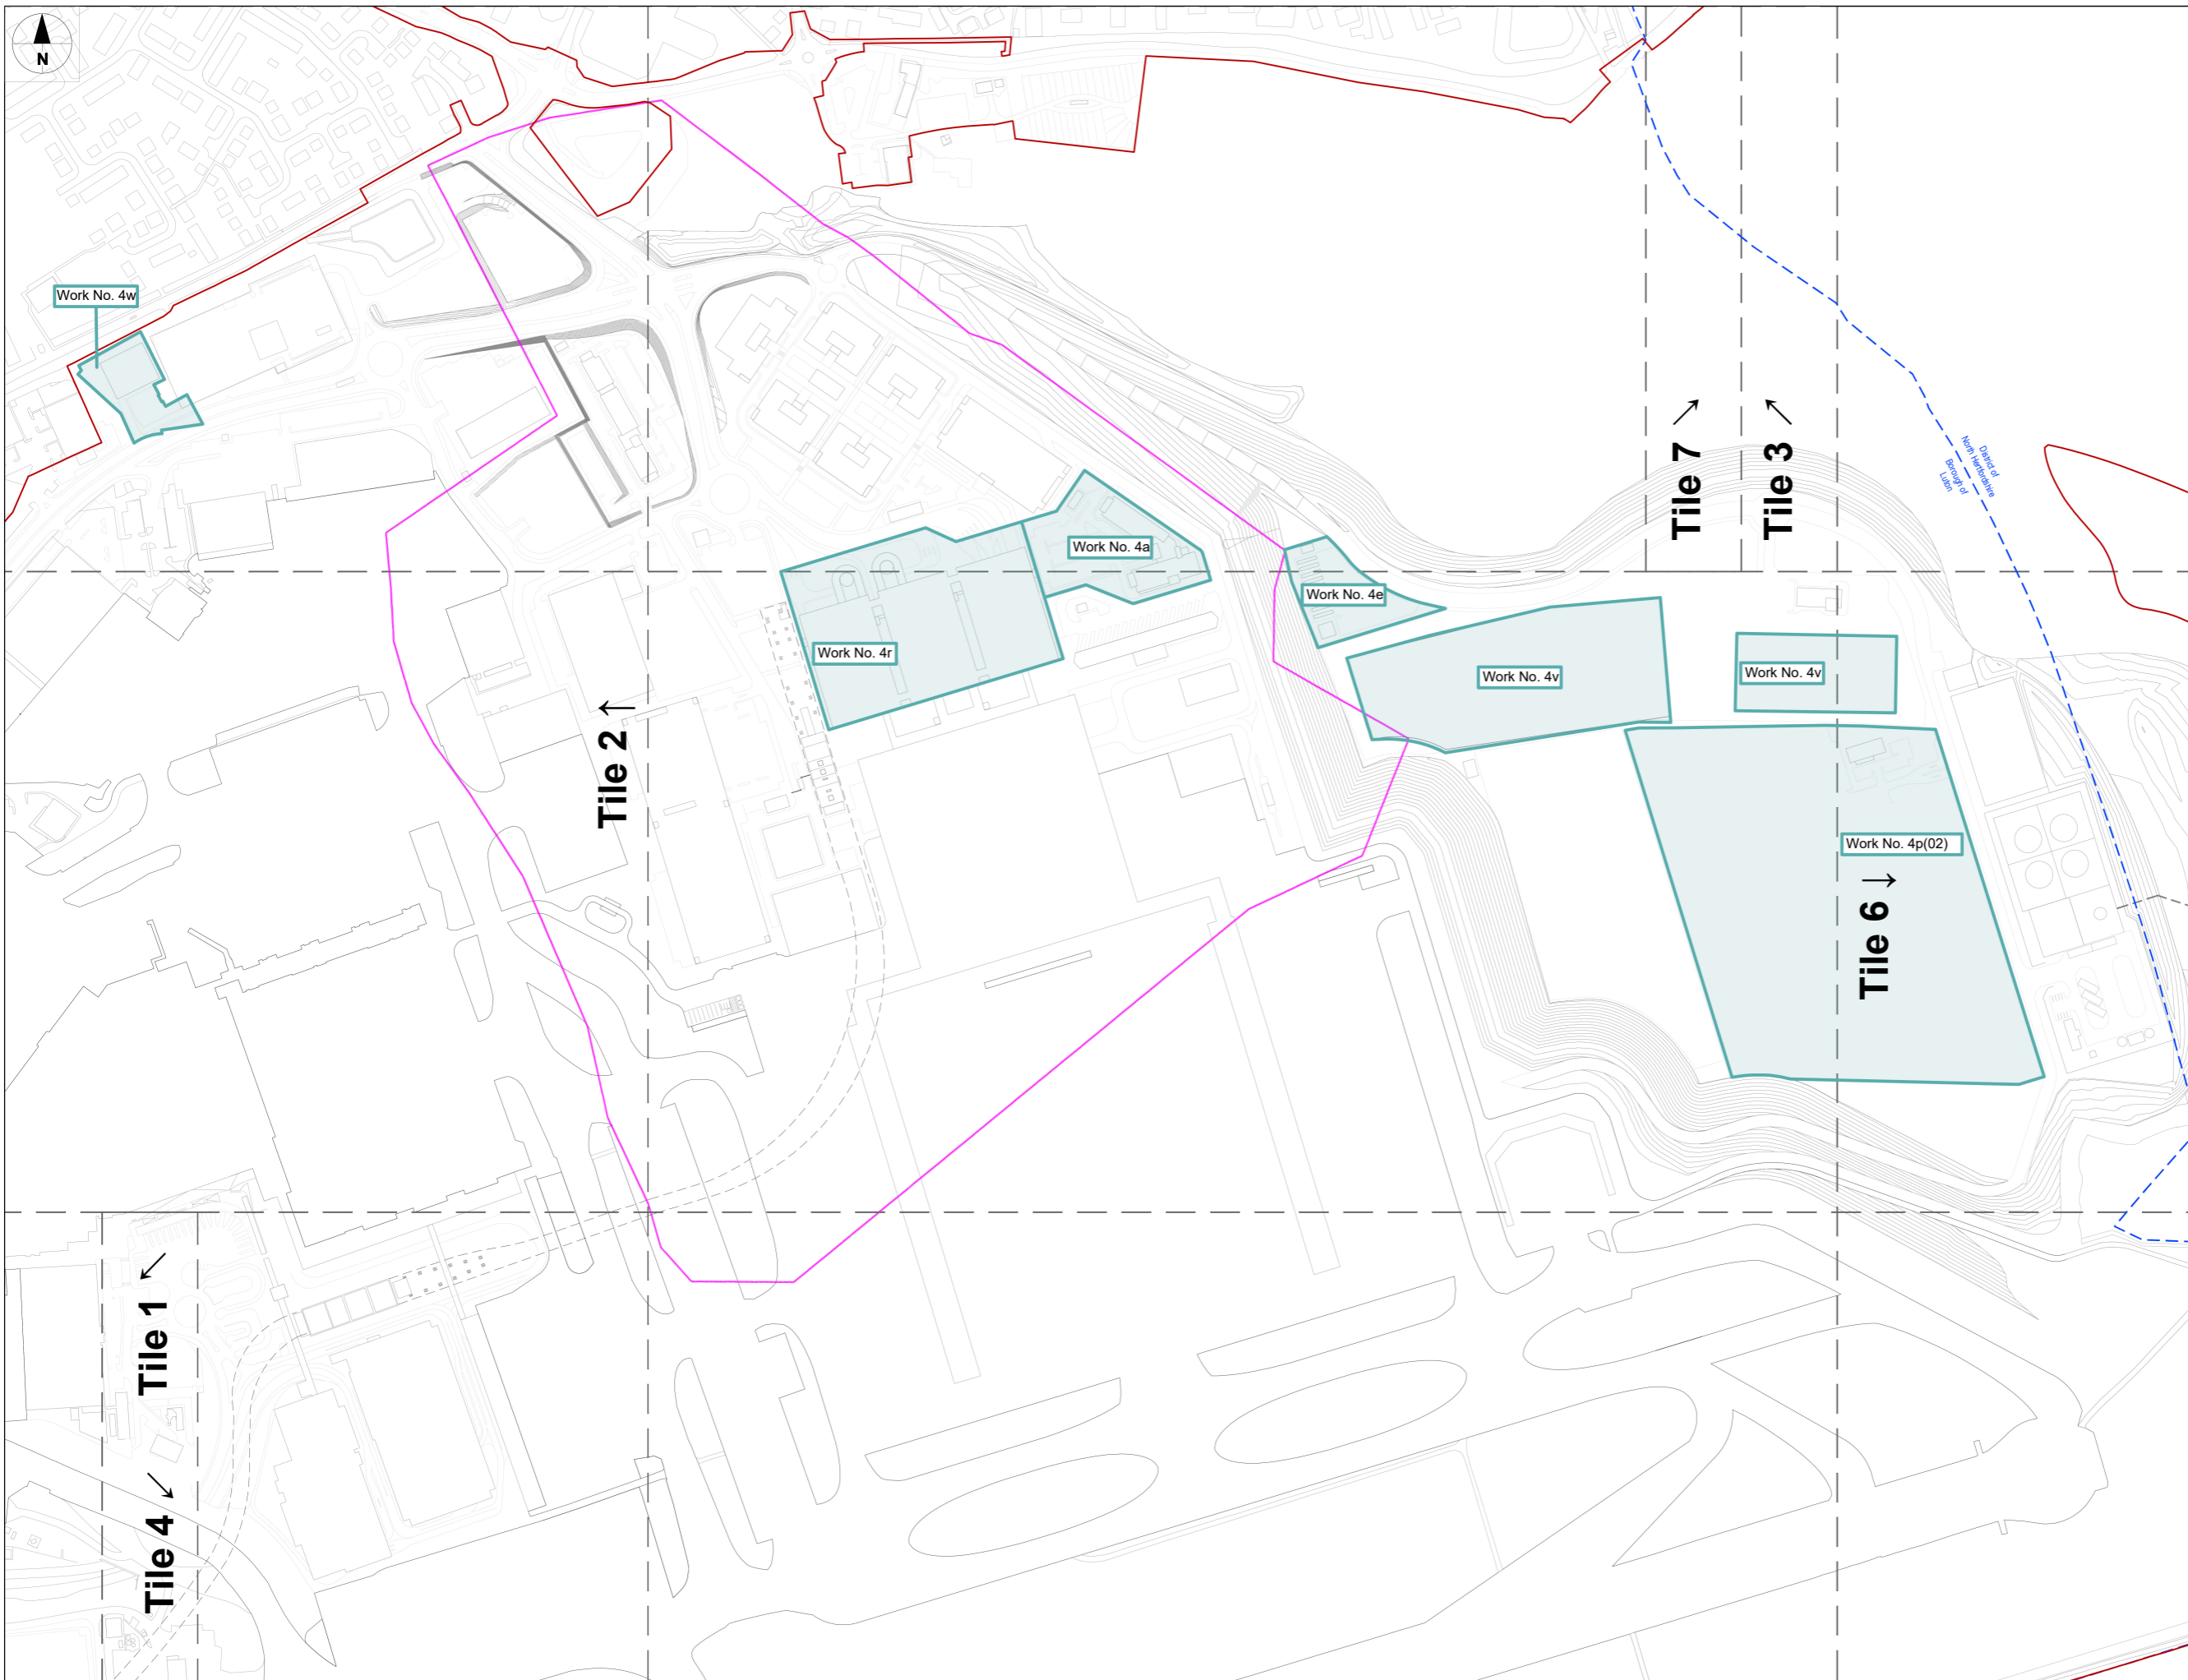 N
Work No. 4w
Tile 7
Tile 3
District of
North Hertfordshire
Borough of
Luton
Work No. 4a
Work No. 4e
Work No. 4r
Work No. 4v
Work No. 4v
Tile 2
Work No. 4p(02)
Tile 6
Tile 1
Tile 4